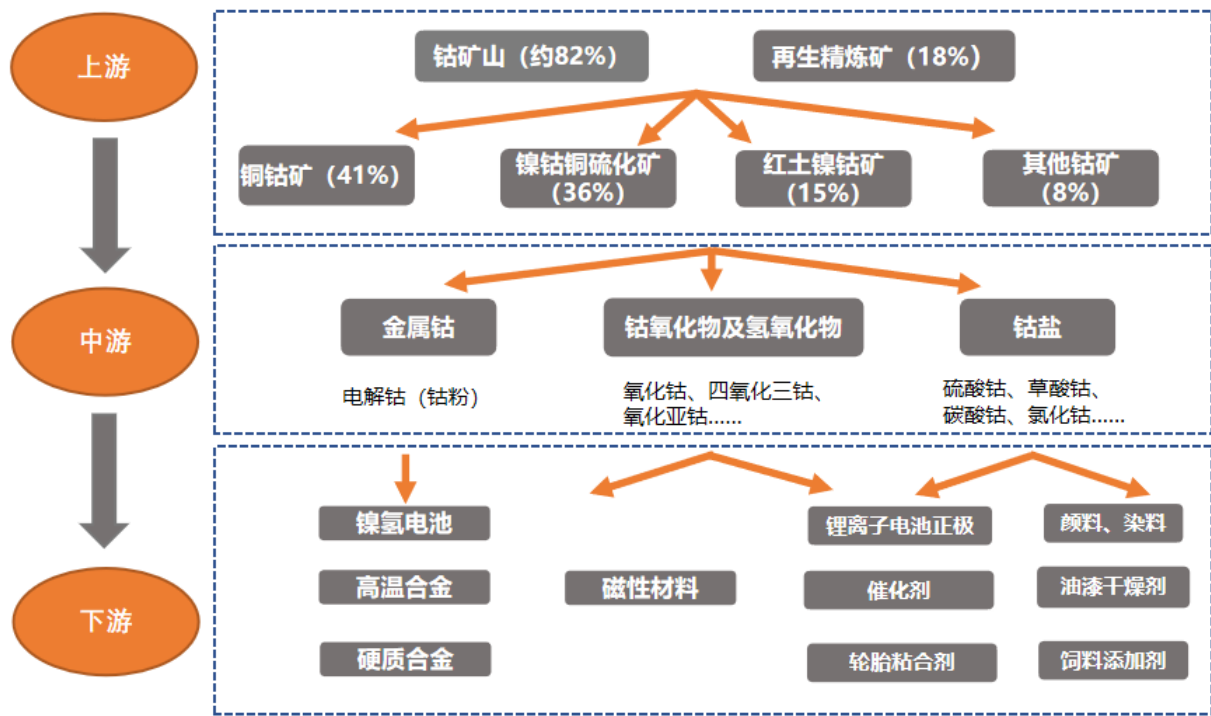 上游
钴矿山（约82%）
再生精炼矿（18%）
铜钴矿（41%）
镍钴铜硫化矿
(36%）
红土镍钴矿
（15%）
其他钴矿
(8%）
中游
金属钴
钴氧化物及氢氧化物
钴盐
电解钴（钴粉）
氧化钴、四氧化三钴、
氧化亚钴......
硫酸钴、草酸钴、
碳酸钴、氯化钴......
下游
镍氢电池
锂离子电池正极
颜料、染料
高温合金
磁性材料
催化剂
油漆干燥剂
硬质合金
轮胎粘合剂
饲料添加剂